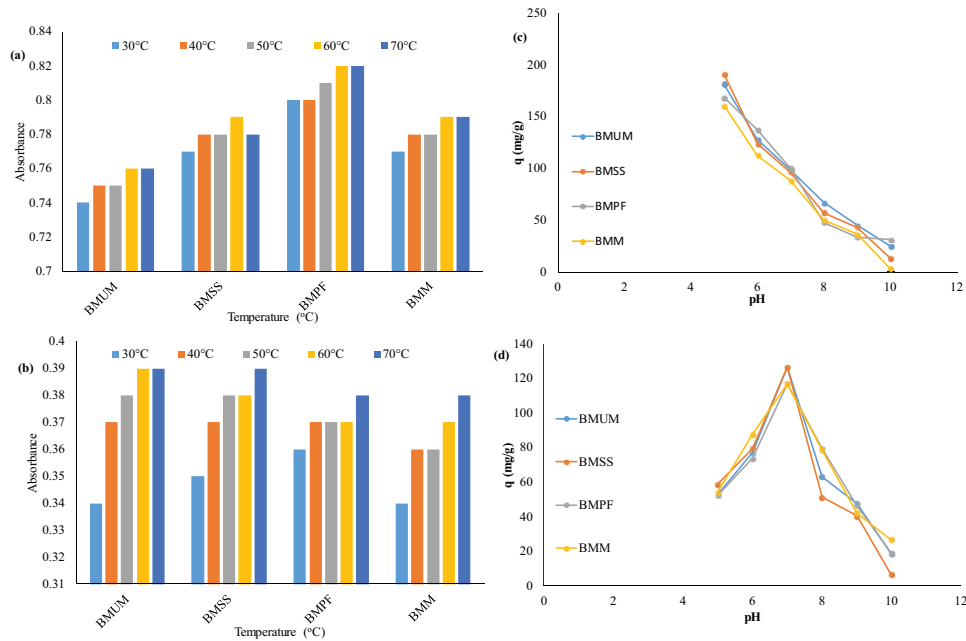 (a)
Absorbance
0.84
0.82
0.8
0.78
0.76
0.74
0.72
0.7
30°C 40°C 50°C 60°C 70°C
BMUM BMSS BMPF BMM
Temperature (°C)
(b)
Absorbance
0.4
0.39
0.38
0.37
0.36
0.35
0.34
0.33
0.32
0.31
30°C 40°C 50°C 60°C 70°C
BMUM BMSS BMPF BMM
Temperature (°C)
(c)
q (mg/g)
250
200
150
100
50
0
BMUM
BMSS
BMPF
BMM
0 2 4 6 8 10 12
pH
(d)
q (mg/g)
140
120
100
80
60
40
20
0
BMUM
BMSS
BMPF
BMM
0 2 4 6 8 10 12
pH